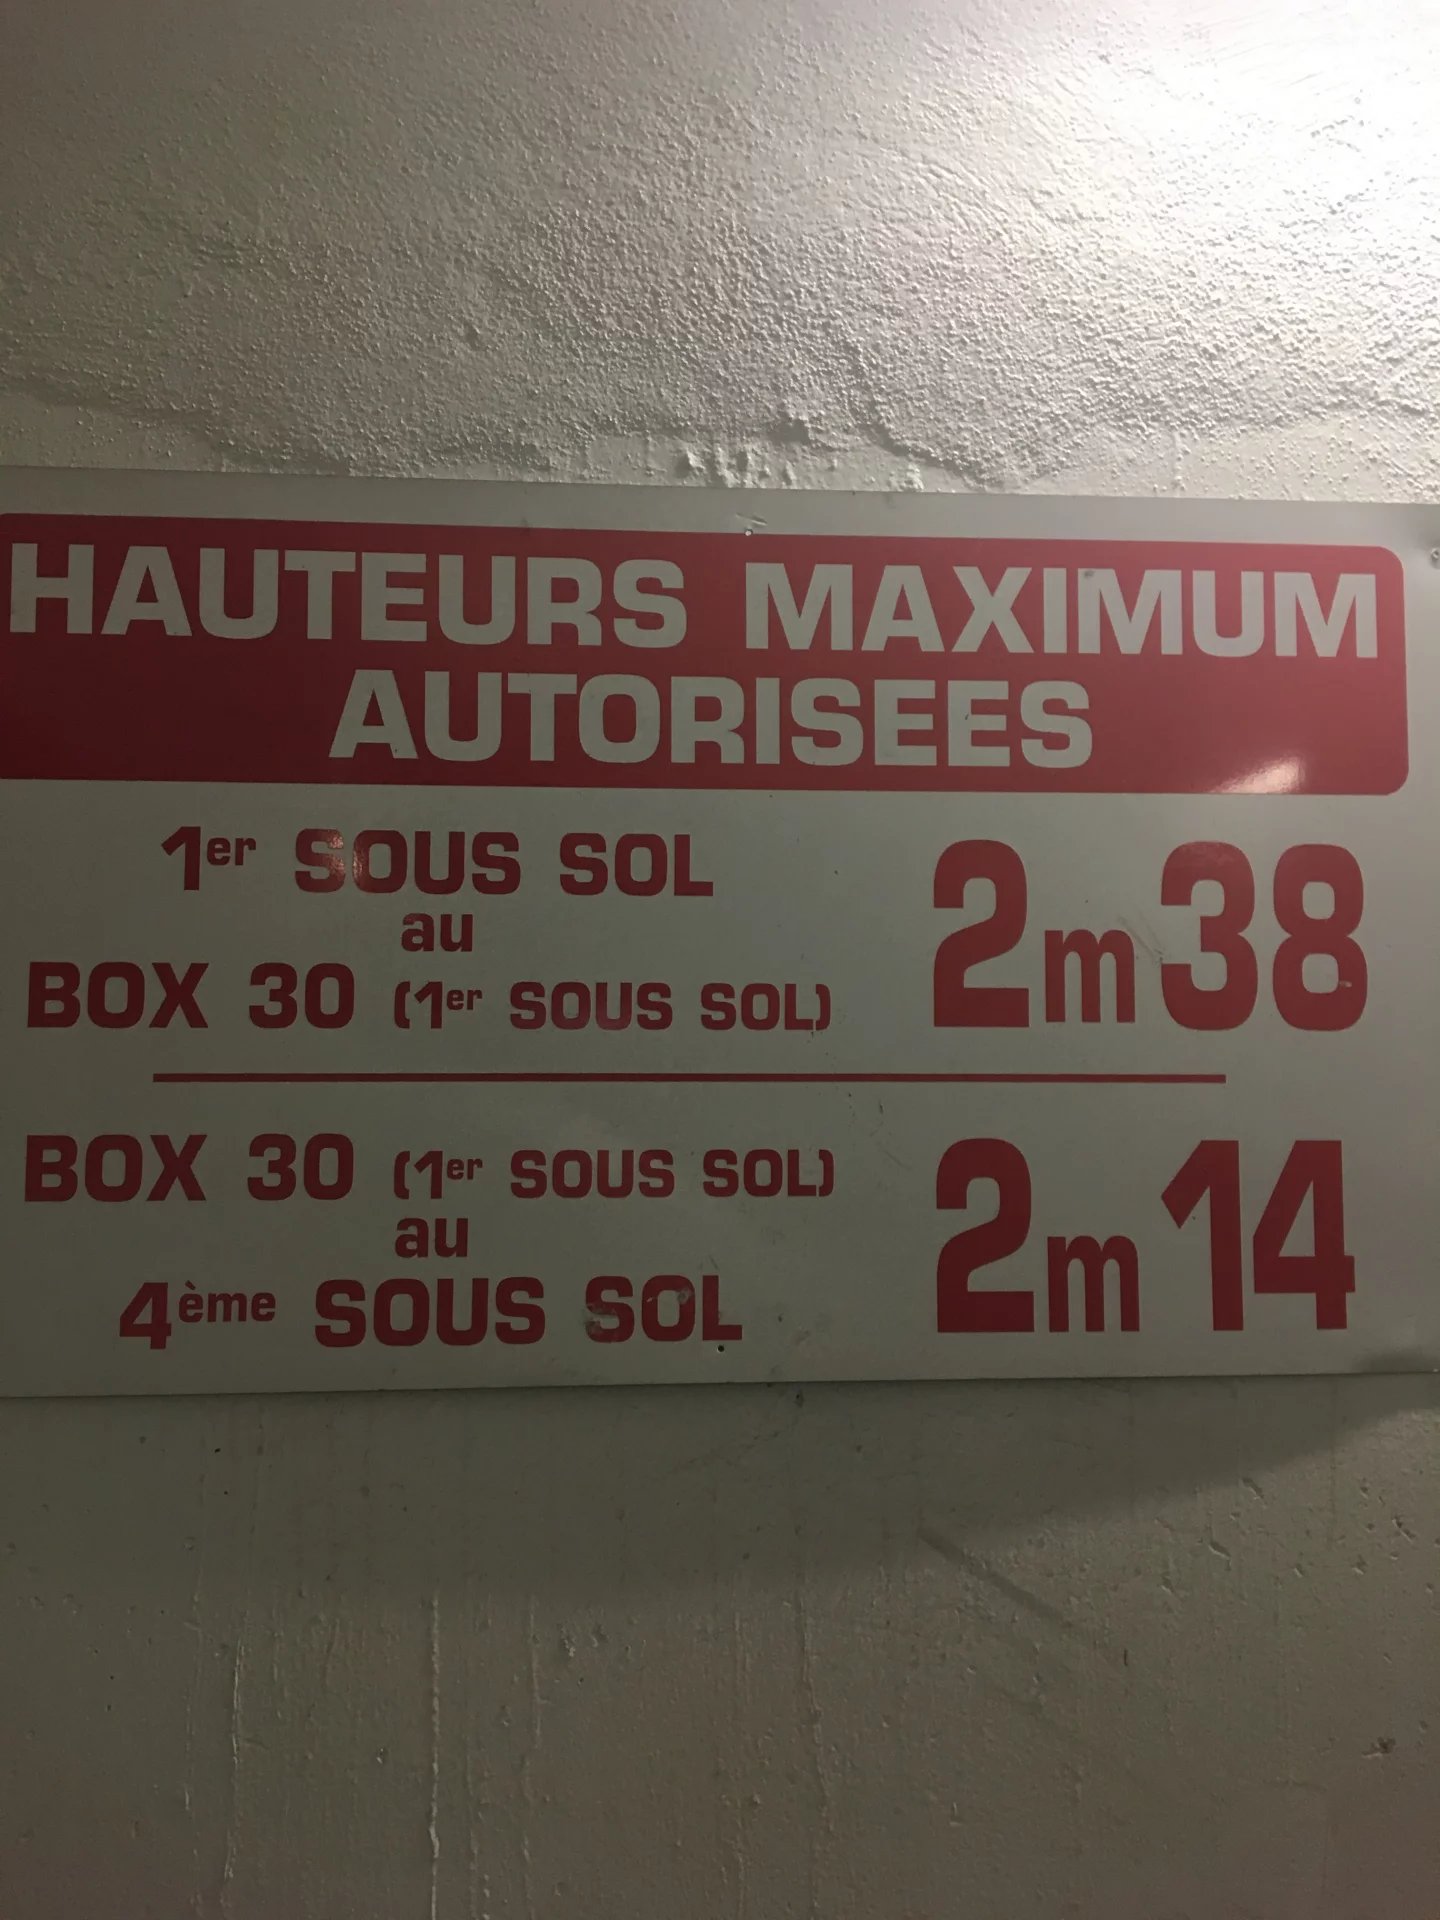 HAUTEURS MAXIMUM
AUTORISEES
1er SOUS SOL
au
BOX 30 (1er SOUS SOL)
2m38
BOX 30 (1er SOUS SOL)
au
4ème SOUS SOL
2m14